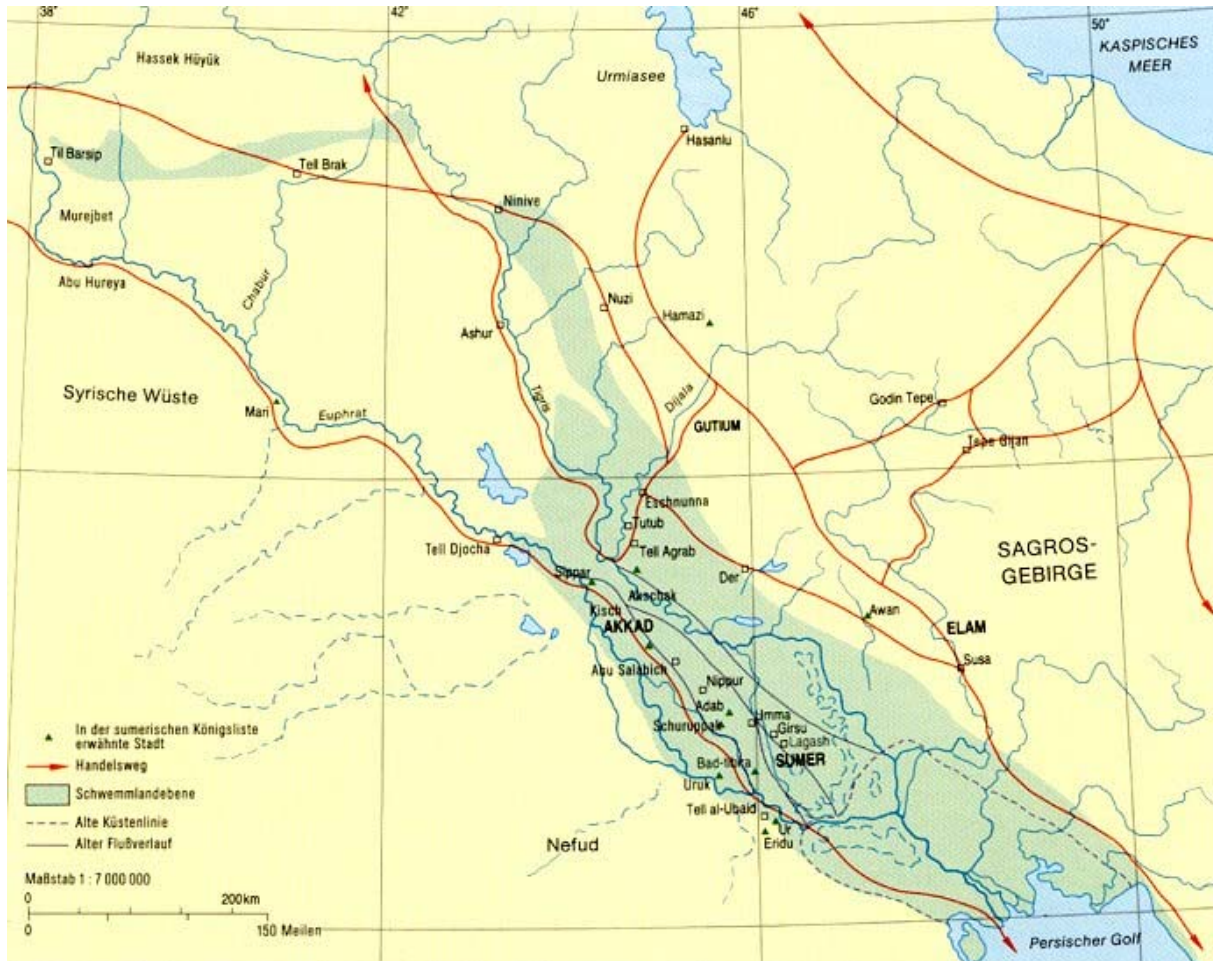 38°
42
46
50°
KASPISCHES
MEER
Hassek Hüyük
Urmiasee
Til Barsip
Tell Brak
Hasanlu
Murejbet
Ninive
Abu Hureya
Chabur
Nuzi
Hamazi
Ashur
Syrische Wüste
Mari
Euphrat
Tigris
Dijala
GUTIUM
Godin Tepe
Tepe Gijan
Eschnunna
Tutub
Tell Agrab
Tell Djocha
Sippar
Akschak
Der
SAGROS-
GEBIRGE
Kisch
AKKAD
Awan
ELAM
Susa
Abu Salabich
Nippur
Adab
Umma
Schuruppak
Girsu
Lagash
SUMER
Bad-tibira
Uruk
Tell al-Ubaid
Ur
Eridu
Nefud
Persischer Golf
In der sumerischen Königsliste
erwähnte Stadt
Handelsweg
Schwemmlandebene
Alte Küstenlinie
Alter Flußverlauf
Maßstab 1 : 7 000 000
0 200km
0 150 Meilen